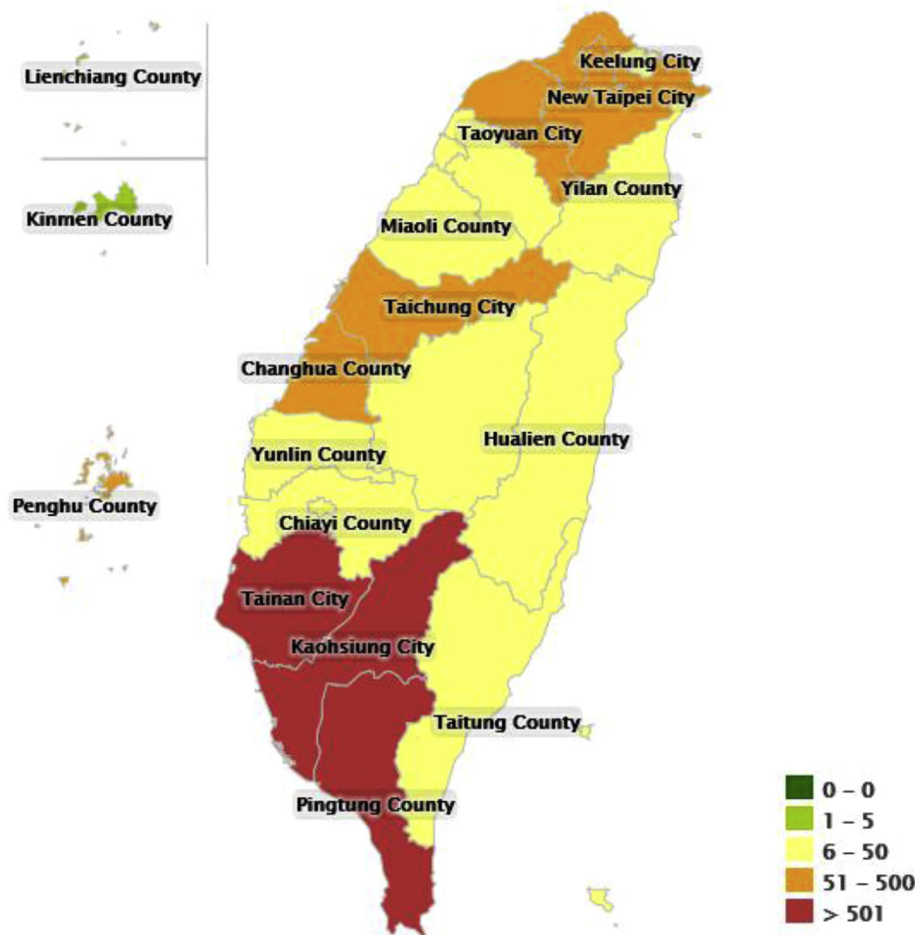 Keelung City
Lienchiang County
New Taipei City
Taoyuan City
Yilan County
Kinmen County
Miaoli County
Taichung City
Changhua County
Hualien County
Yunlin County
Penghu County
Chiayi County
Tainan City
Kaohsiung City
Taitung County
Pingtung County
0 – 0
1 – 5
6 – 50
51 – 500
> 501